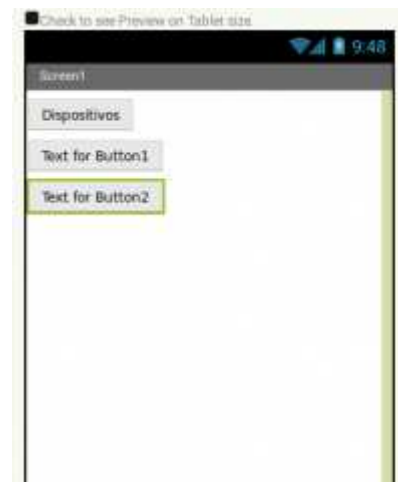 Check to see Preview on Tablet size.
9:48
Screen1
Dispositivos
Text for Button1
Text for Button2